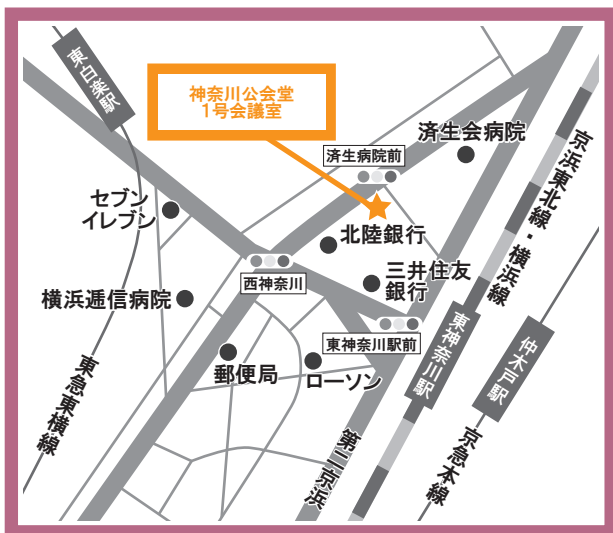 東白楽駅
神奈川公会堂
1号会議室
済生会病院
済生病院前
京浜東北線・横浜線
セブン
イレブン
北陸銀行
西神奈川
三井住友
銀行
横浜逓信病院
東神奈川駅前
東神奈川駅
仲木戸駅
郵便局
ローソン
東急東横線
第二京浜
京急本線